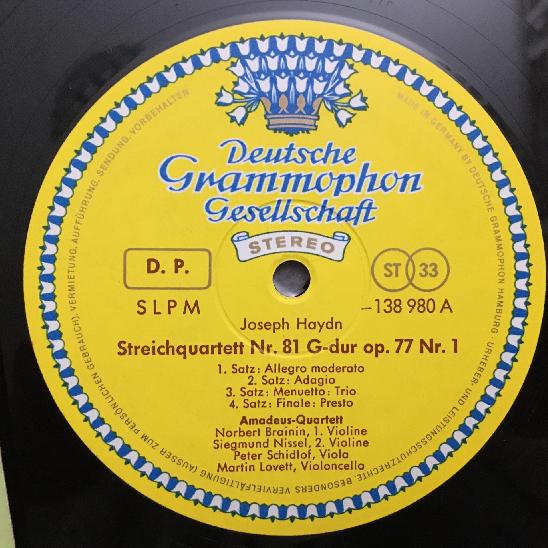 Deutsche
Grammophon
Gesellschaft
STEREO
D. P.
ST 33
SLPM
–138 980 A
Joseph Haydn
Streichquartett Nr. 81 G-dur op. 77 Nr. 1
1. Satz: Allegro moderato
2. Satz: Adagio
3. Satz: Menuetto: Trio
4. Satz: Finale: Presto
Amadeus-Quartett
Norbert Brainin, 1. Violine
Siegmund Nissel, 2. Violine
Peter Schidlof, Viola
Martin Lovett, Violoncello
MADE IN GERMANY BY DEUTSCHE GRAMMOPHON HAMBURG · URHEBER- UND LEISTUNGSSCHUTZRECHTE, BESONDERS VERVIELFÄLTIGUNG (AUSSER ZUM PERSÖNLICHEN GEBRAUCH), VERMIETUNG, AUFFÜHRUNG, SENDUNG, VORBEHALTEN